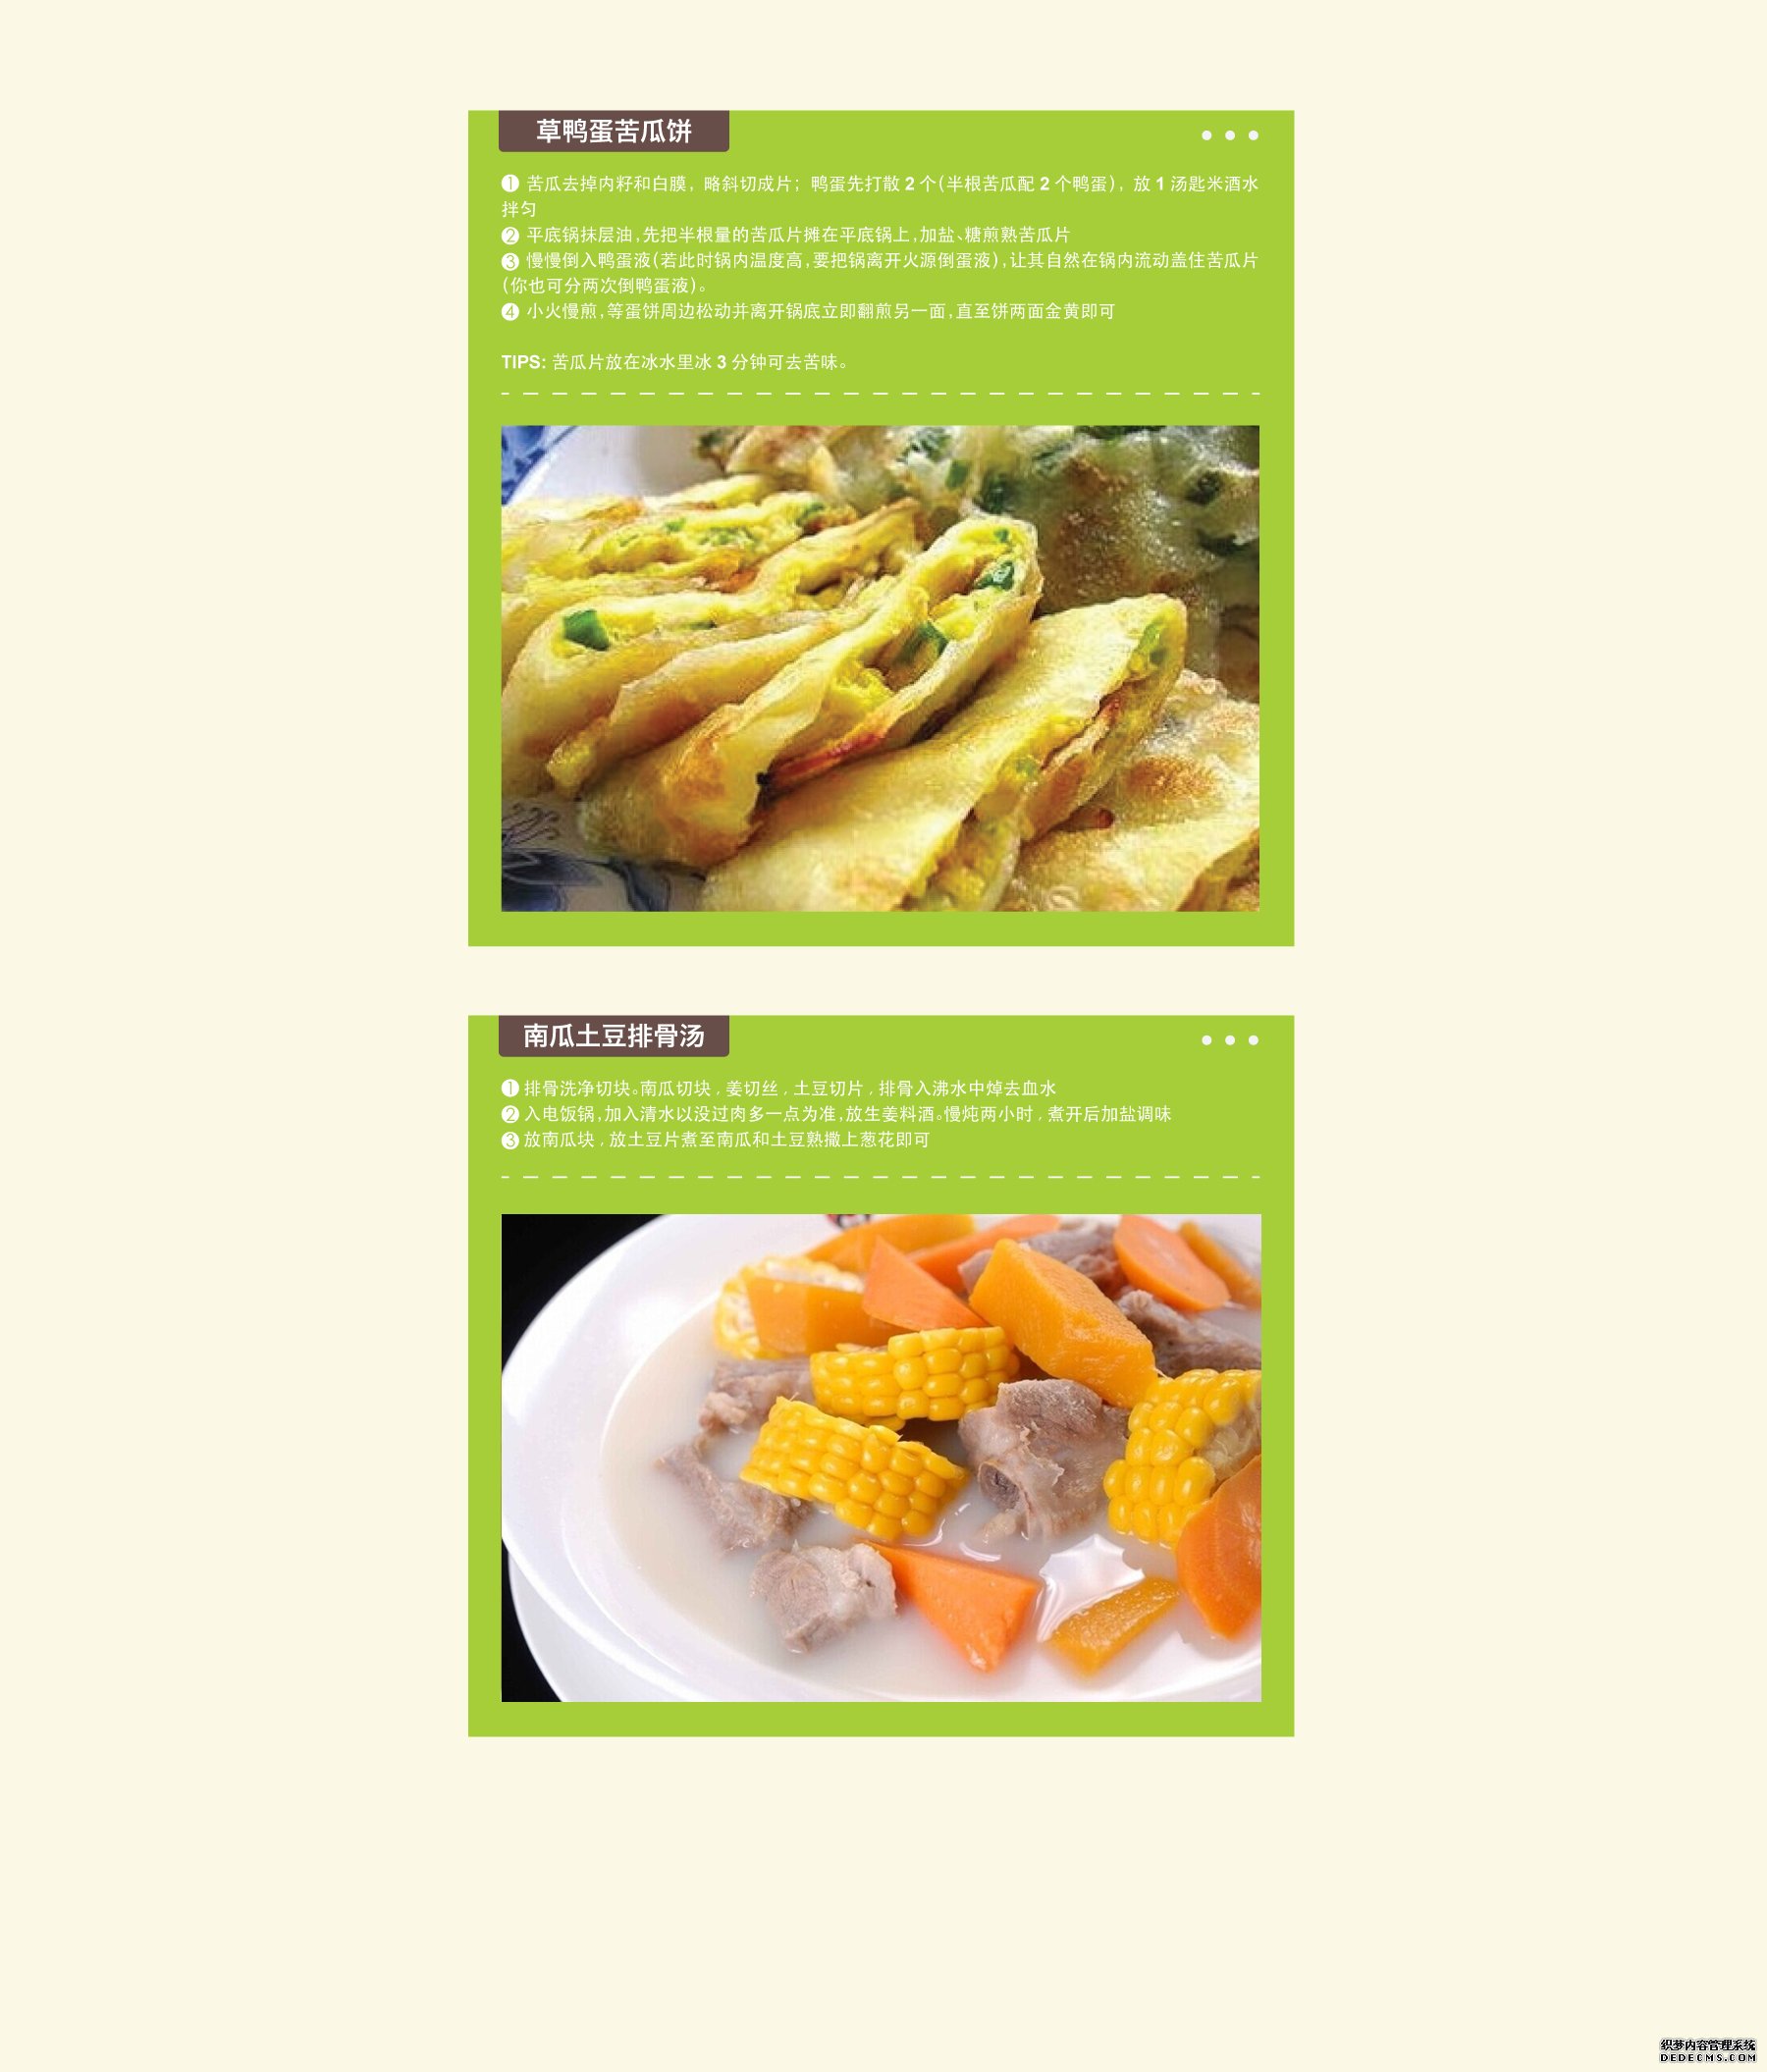 草鸭蛋苦瓜饼
❶ 苦瓜去掉内籽和白膜，略斜切成片；鸭蛋先打散 2 个（半根苦瓜配 2 个鸭蛋），放 1 汤匙米酒水
拌匀
❷ 平底锅抹层油，先把半根量的苦瓜片摊在平底锅上，加盐、糖煎熟苦瓜片
❸ 慢慢倒入鸭蛋液（若此时锅内温度高，要把锅离开火源倒蛋液），让其自然在锅内流动盖住苦瓜片
（你也可分两次倒鸭蛋液）。
❹ 小火慢煎，等蛋饼周边松动并离开锅底立即翻煎另一面，直至饼两面金黄即可
TIPS: 苦瓜片放在冰水里冰 3 分钟可去苦味。
南瓜土豆排骨汤
❶ 排骨洗净切块。南瓜切块，姜切丝，土豆切片，排骨入沸水中焯去血水
❷ 入电饭锅，加入清水以没过肉多一点为准，放生姜料酒。慢炖两小时，煮开后加盐调味
❸ 放南瓜块，放土豆片煮至南瓜和土豆熟撒上葱花即可
织梦内容管理系统
DEDECMS.COM